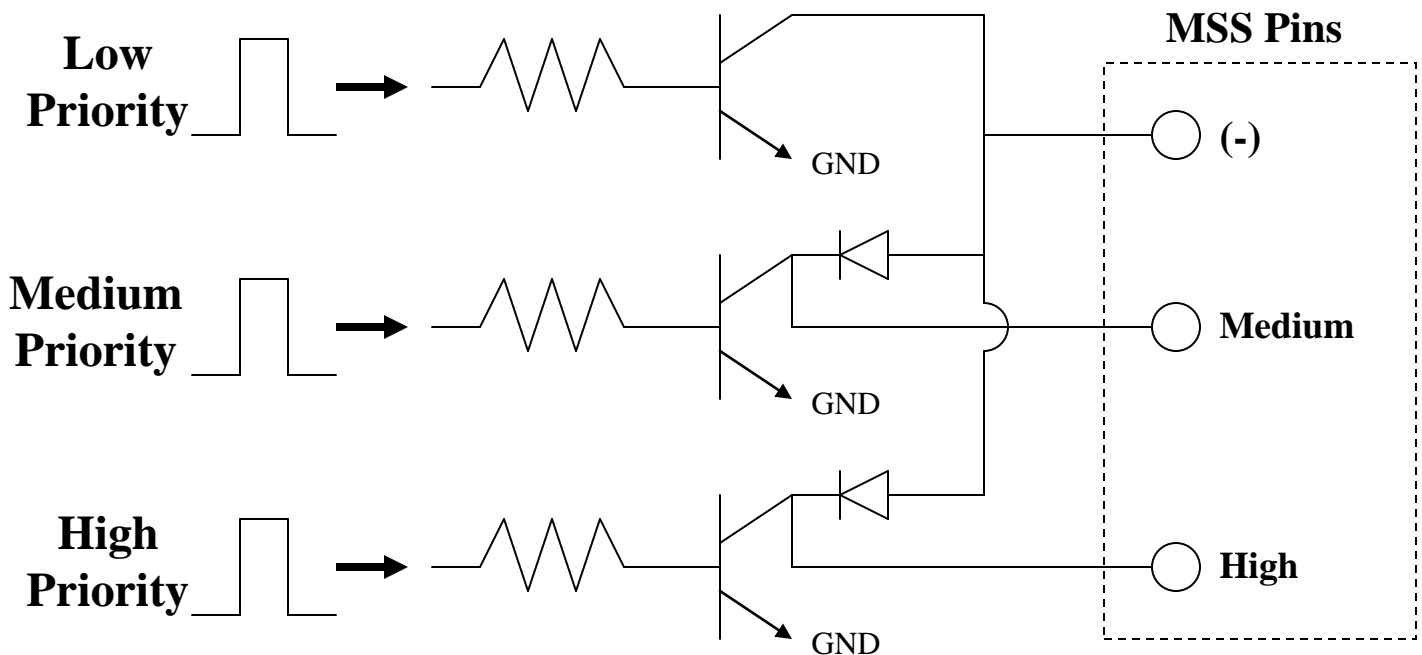 MSS Pins
Low
Priority
GND
(-)
Medium
Priority
GND
Medium
High
Priority
GND
High